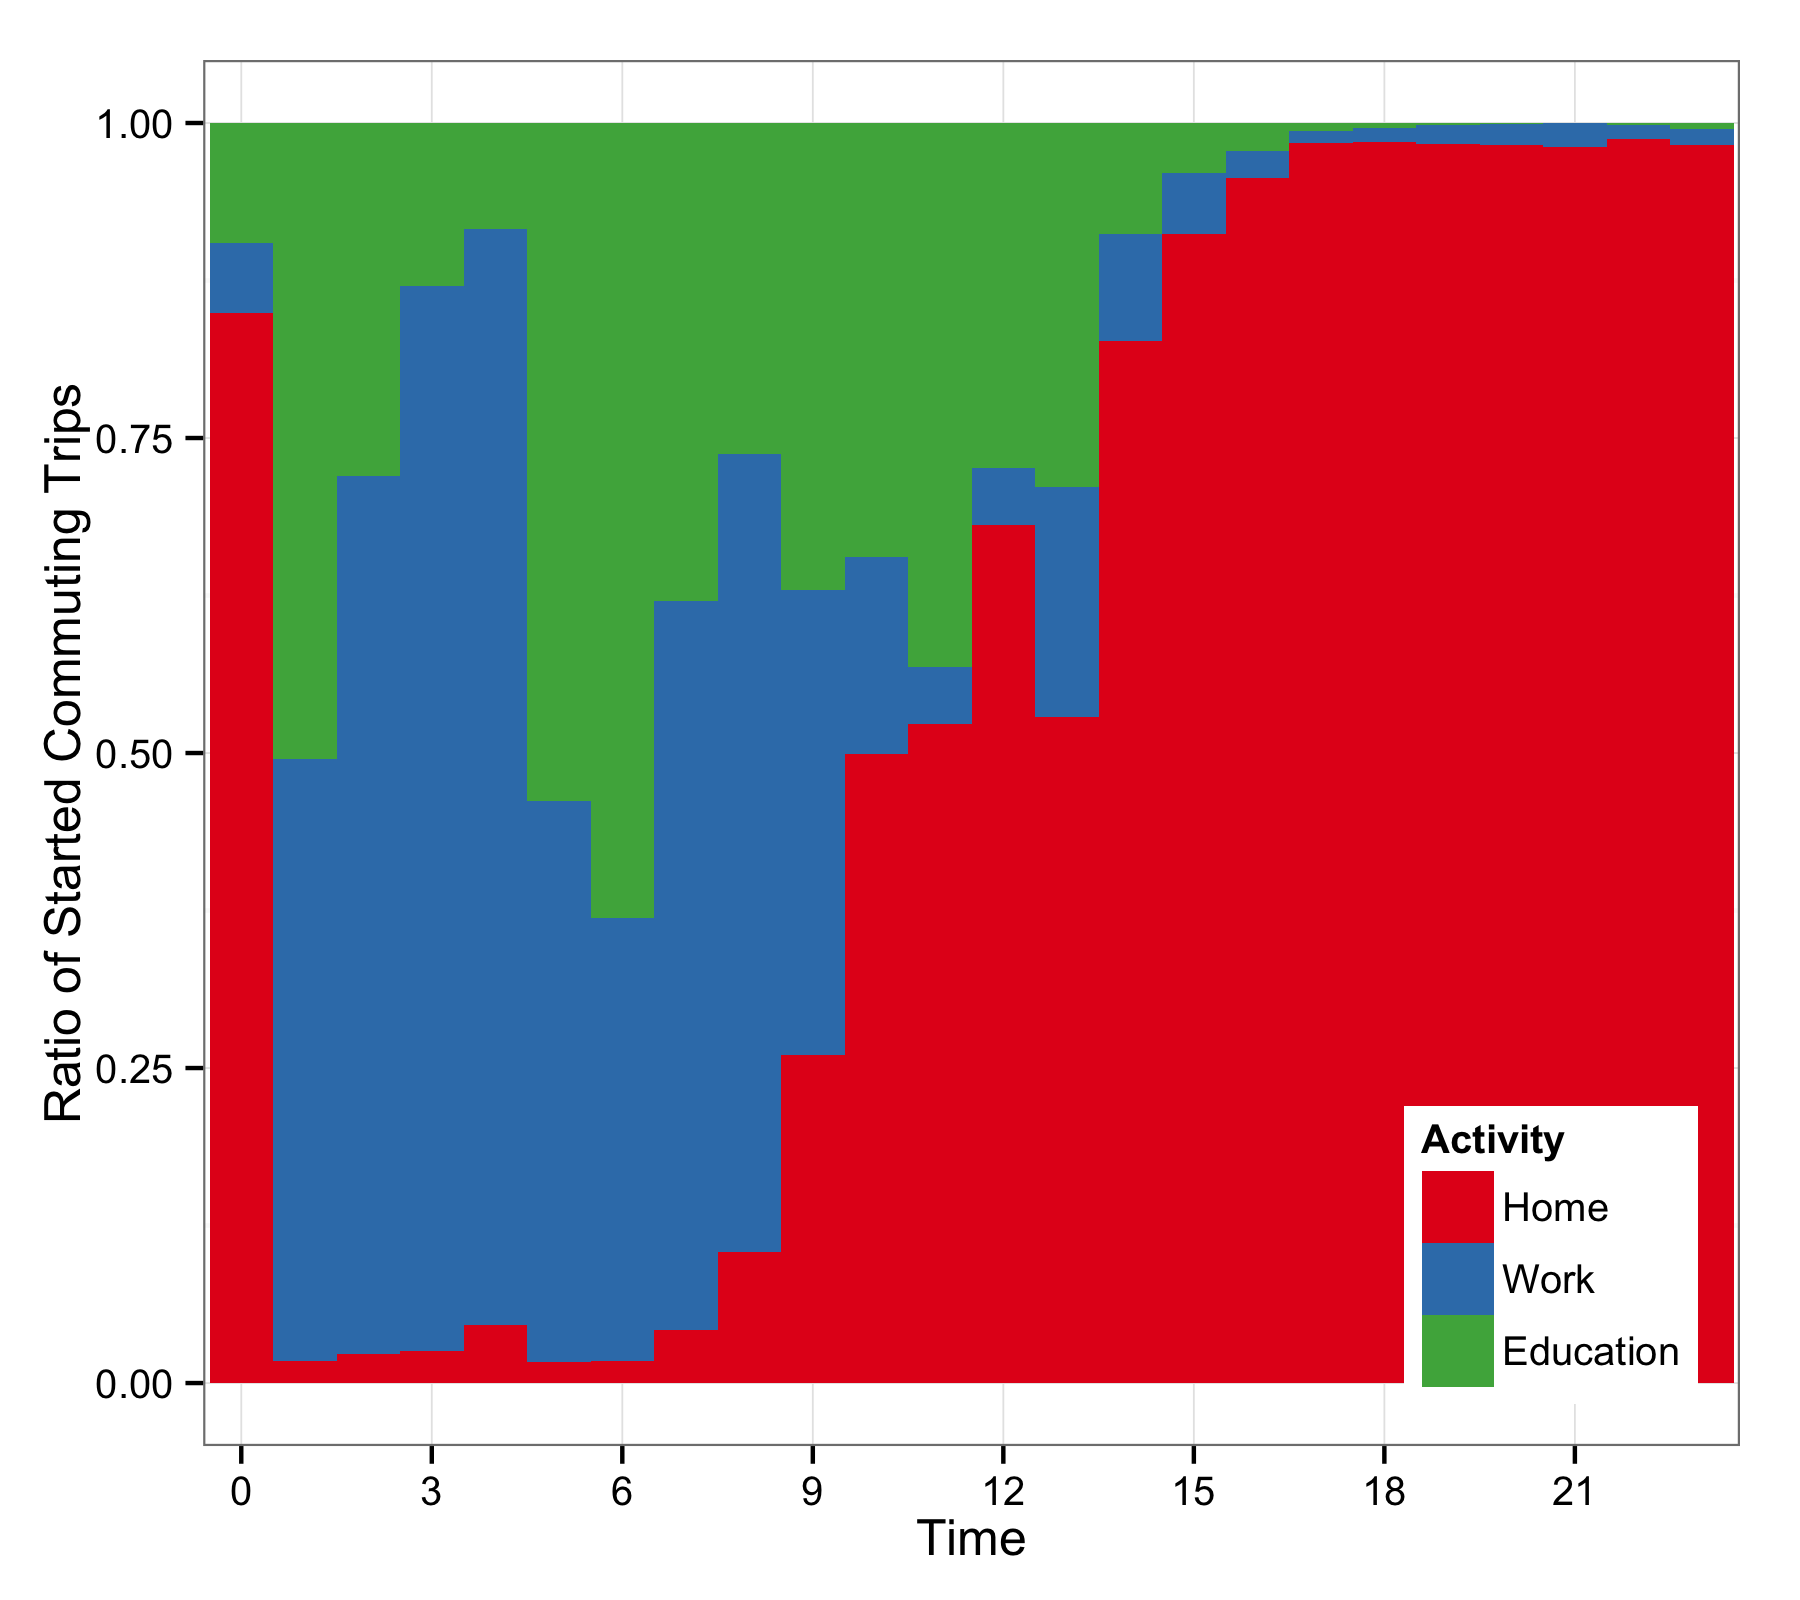 Ratio of Started Commuting Trips
1.00
0.75
0.50
0.25
0.00
Activity
Home
Work
Education
0 3 6 9 12 15 18 21
Time